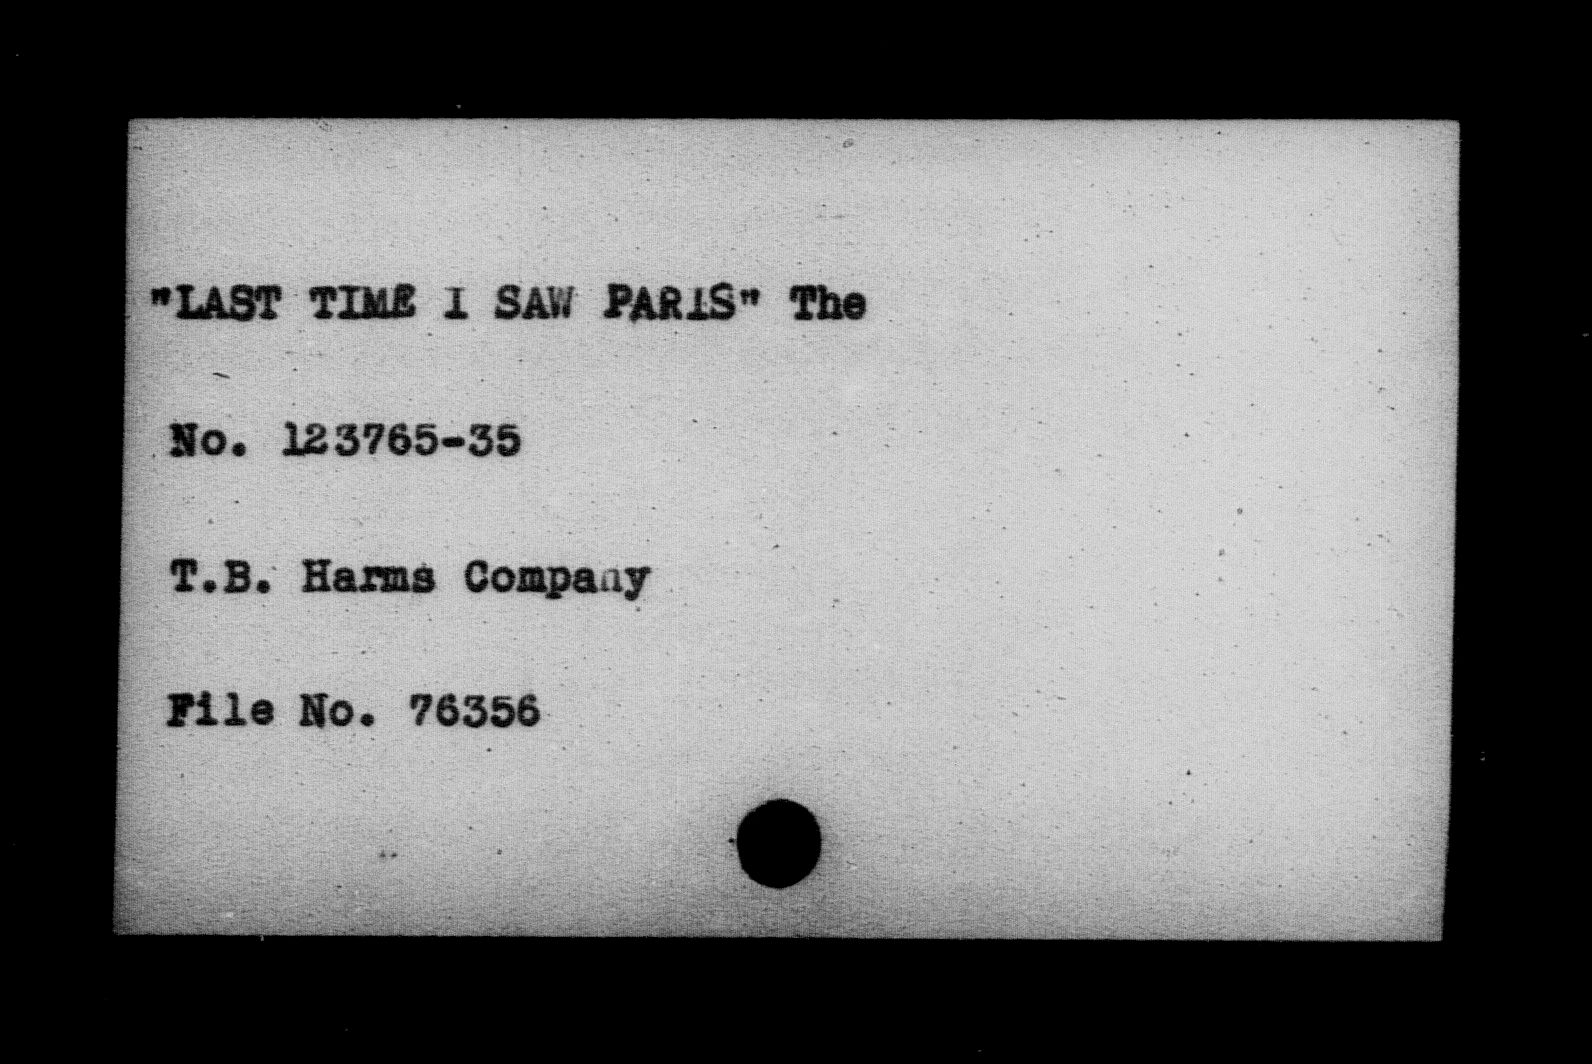 "LAST TIME I SAW PARIS" The
No. 123765-35
T.B. Harms Company
File No. 76356